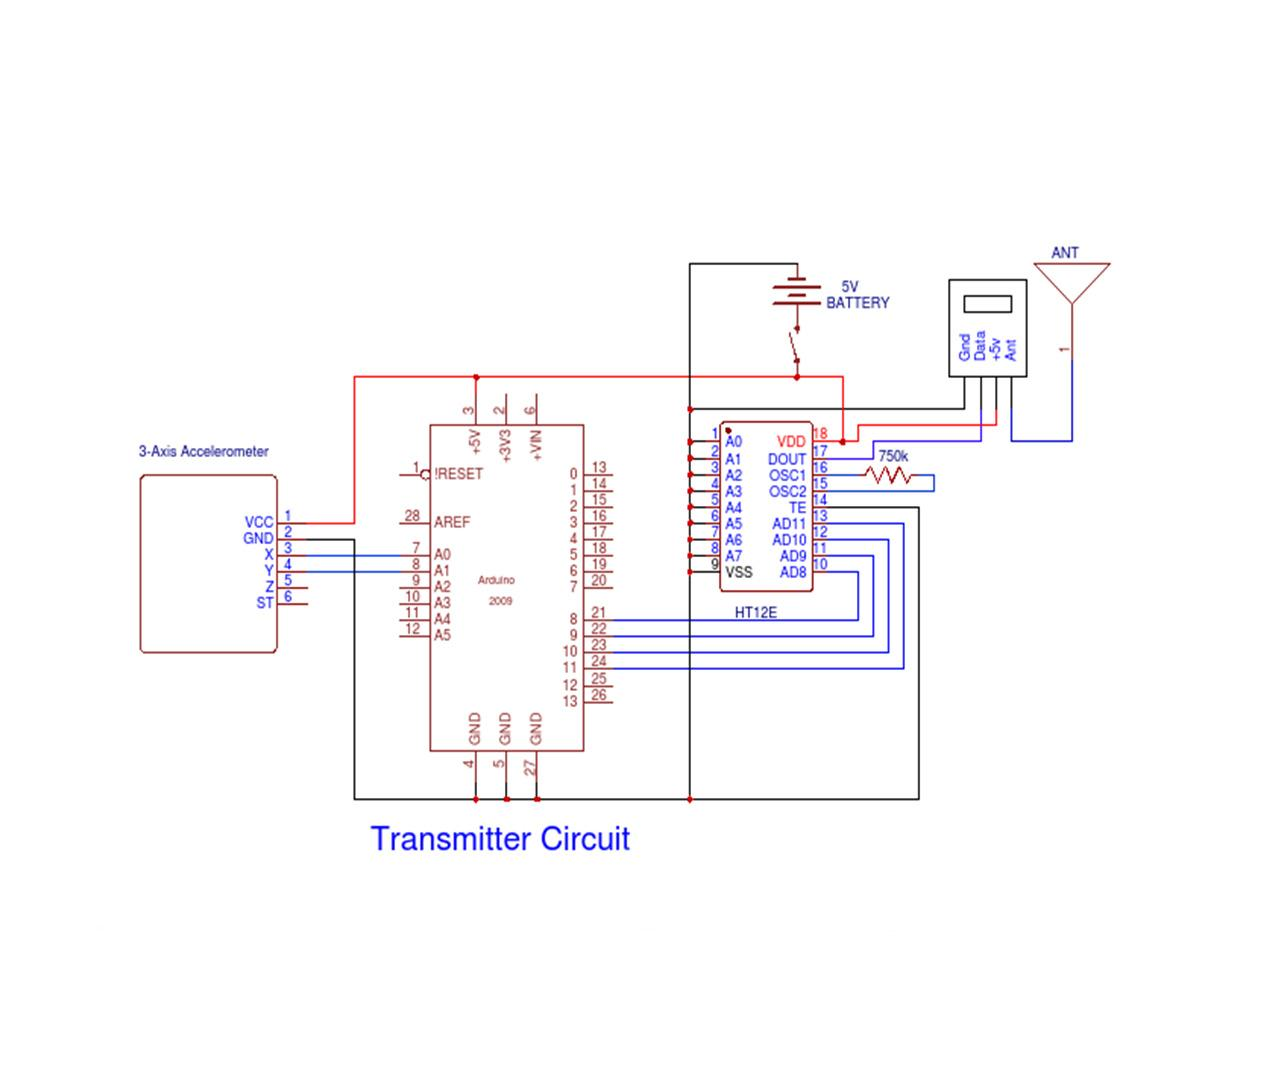 ANT
5V
BATTERY
1
Gnd
Data
+5v
Ant
3
2
6
+5V
+3V3
+VIN
1 A0 VDD 18
2 A1 DOUT 17
750k
3 A2 OSC1 16
4 A3 OSC2 15
5 A4 TE 14
6 A5 AD11 13
7 A6 AD10 12
8 A7 AD9 11
9 VSS AD8 10
HT12E
3-Axis Accelerometer
VCC 1
GND 2
X 3
Y 4
Z 5
ST 6
1 !RESET
28 AREF
7 A0
8 A1
9 A2
10 A3
11 A4
12 A5
Arduino
2009
0 13
1 14
2 15
3 16
4 17
5 18
6 19
7 20
8 21
9 22
10 23
11 24
12 25
13 26
GND
GND
GND
4
5
27
Transmitter Circuit